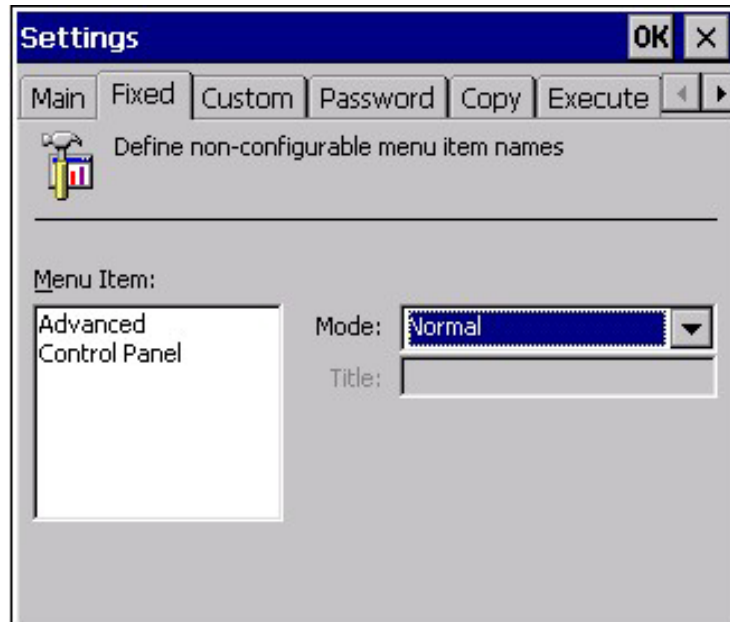 Settings OK ×
Main Fixed Custom Password Copy Execute
Define non-configurable menu item names
Menu Item:
Advanced
Control Panel
Mode: Normal
Title: